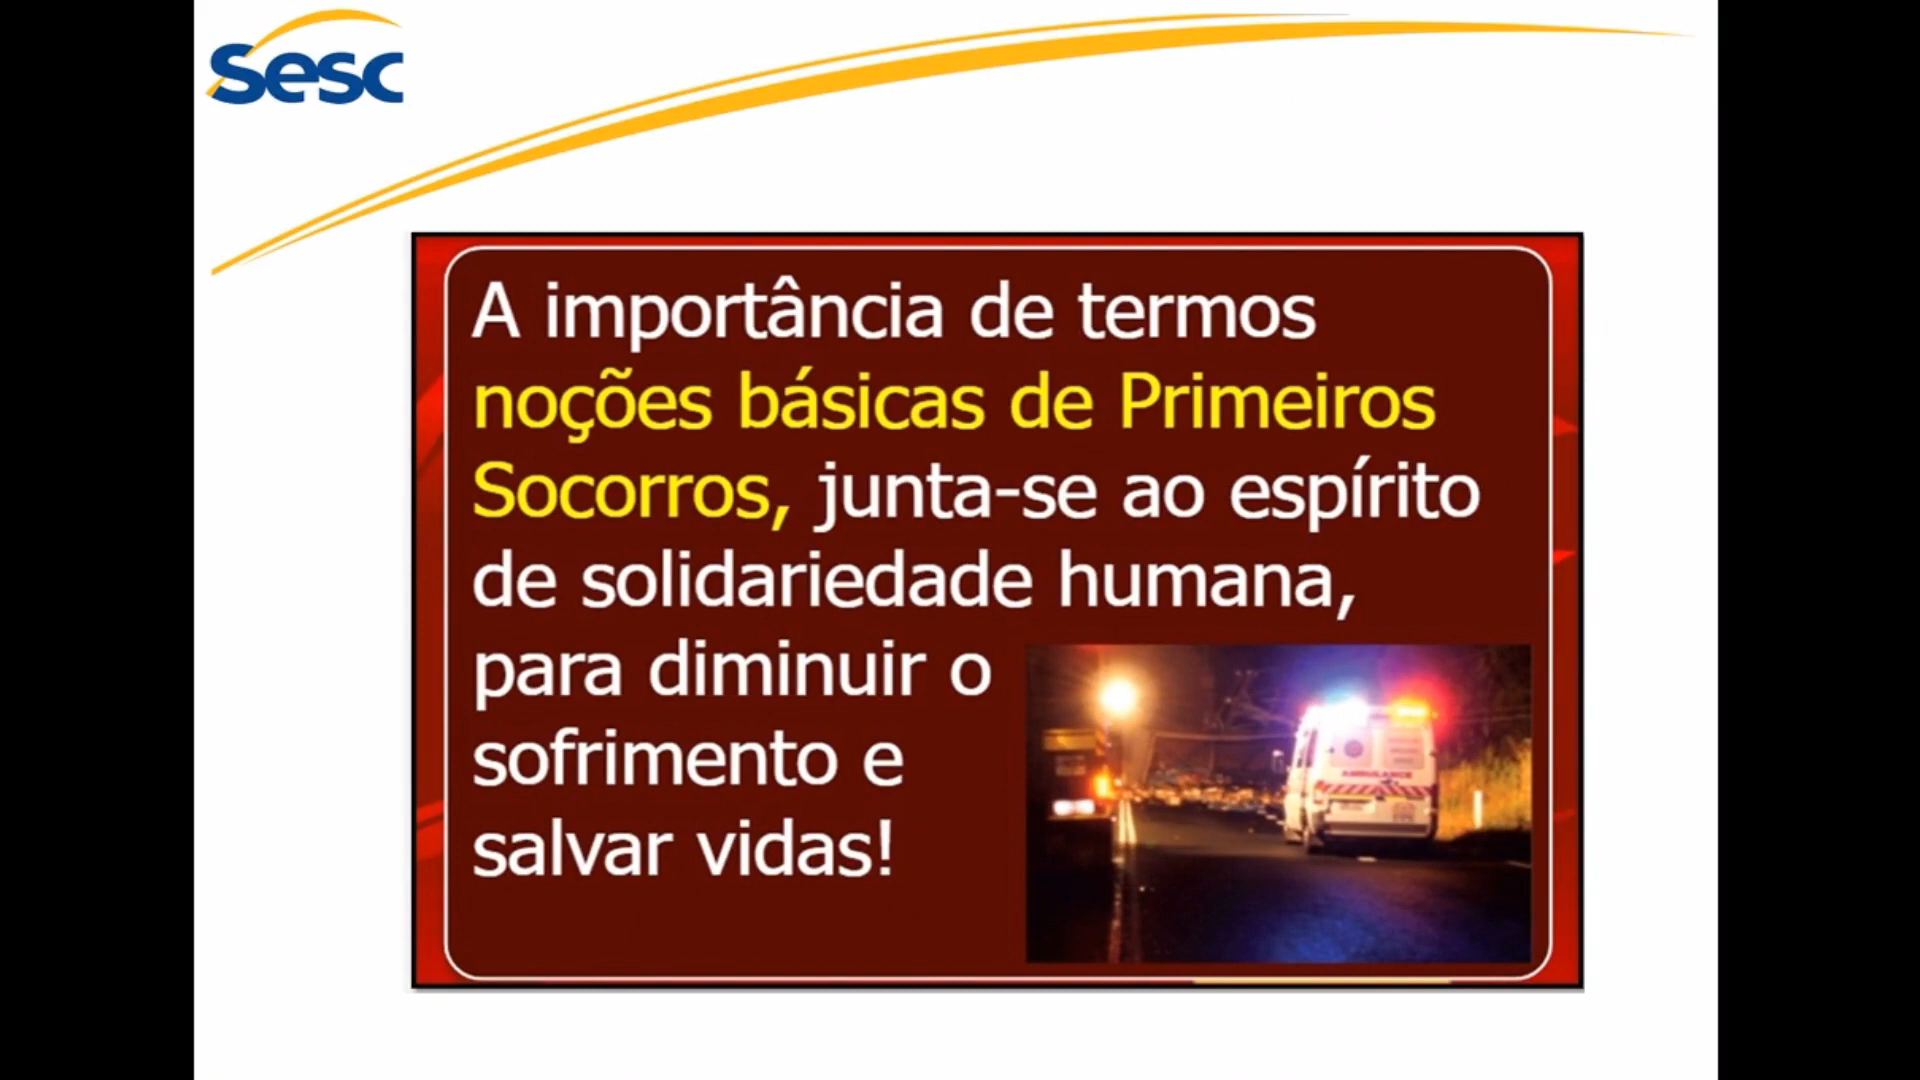 Sesc
A importância de termos
noções básicas de Primeiros
Socorros, junta-se ao espírito
de solidariedade humana,
para diminuir o
sofrimento e
salvar vidas!
AMBULANCE